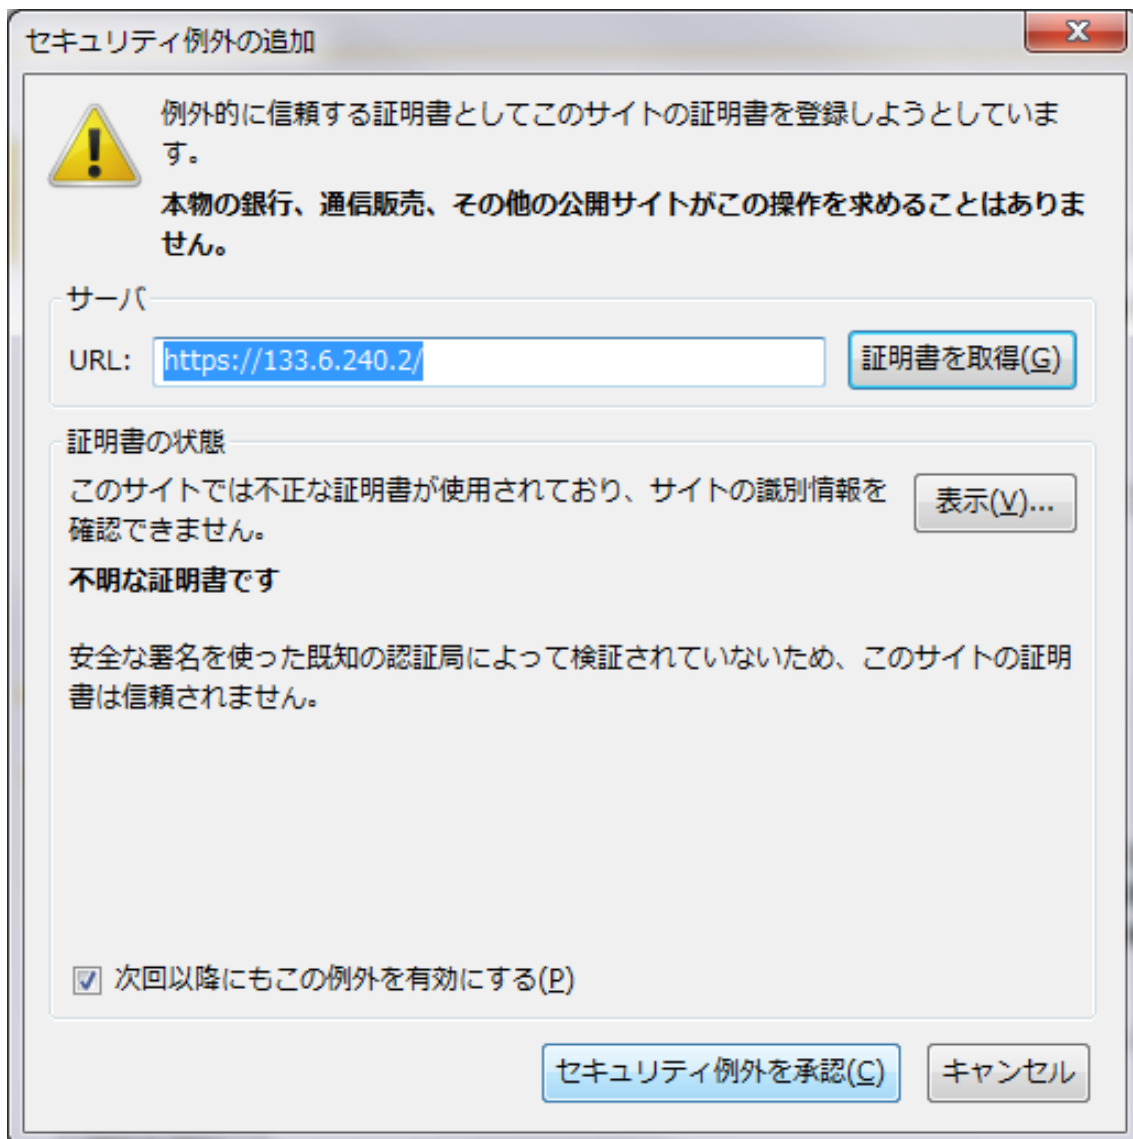 セキュリティ例外の追加
例外的に信頼する証明書としてこのサイトの証明書を登録しようとしていま
す。
本物の銀行、通信販売、その他の公開サイトがこの操作を求めることはありま
せん。
サーバ
URL: https://133.6.240.2/ 証明書を取得(G)
証明書の状態
このサイトでは不正な証明書が使用されており、サイトの識別情報を
確認できません。
表示(V)...
不明な証明書です
安全な署名を使った既知の認証局によって検証されていないため、このサイトの証明
書は信頼されません。
次回以降にもこの例外を有効にする(P)
セキュリティ例外を承認(C) キャンセル